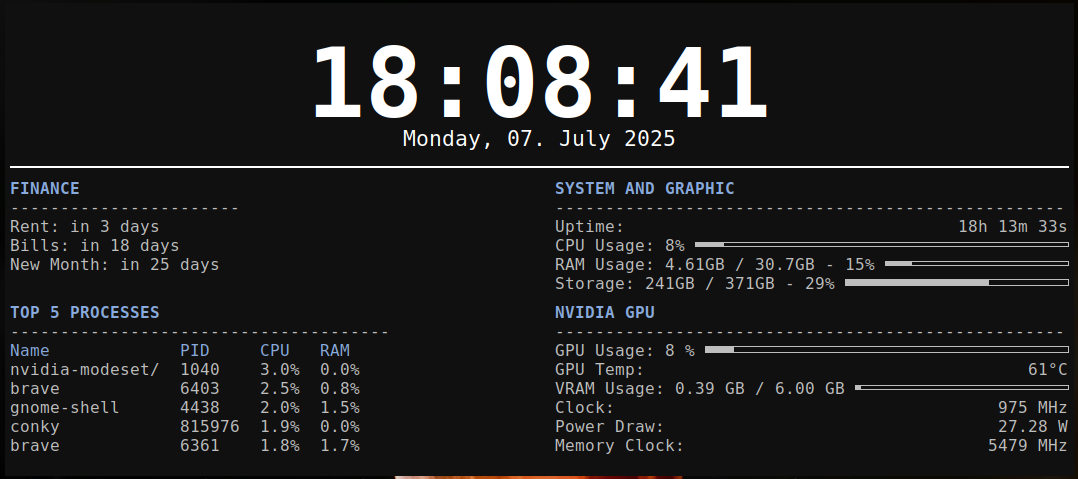 18:08:41
Monday, 07. July 2025
FINANCE
-----------------------
Rent: in 3 days
Bills: in 18 days
New Month: in 25 days
TOP 5 PROCESSES
--------------------------------------
Name PID CPU RAM
nvidia-modeset/ 1040 3.0% 0.0%
brave 6403 2.5% 0.8%
gnome-shell 4438 2.0% 1.5%
conky 815976 1.9% 0.0%
brave 6361 1.8% 1.7%
SYSTEM AND GRAPHIC
---------------------------------------------------
Uptime: 18h 13m 33s
CPU Usage: 8%
RAM Usage: 4.61GB / 30.7GB - 15%
Storage: 241GB / 371GB - 29%
NVIDIA GPU
---------------------------------------------------
GPU Usage: 8 %
GPU Temp: 61°C
VRAM Usage: 0.39 GB / 6.00 GB
Clock: 975 MHz
Power Draw: 27.28 W
Memory Clock: 5479 MHz